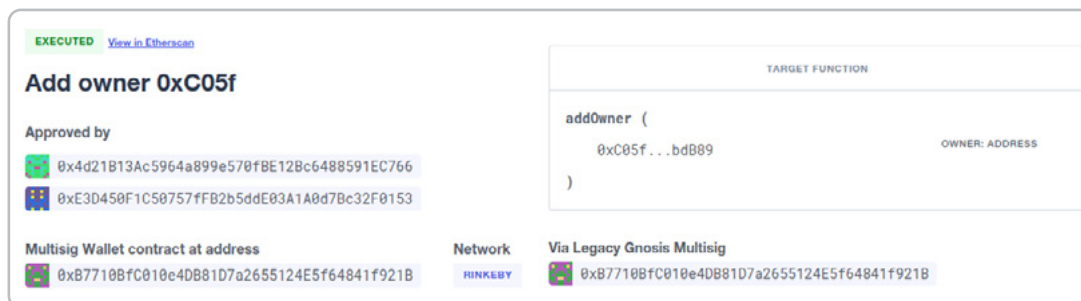 EXECUTED View in Etherscan
Add owner 0xC05f
Approved by
0x4d21B13Ac5964a899e570fBE12Bc6488591EC766
0xE3D450F1C50757fFB2b5ddE03A1A0d7Bc32F0153
TARGET FUNCTION
addOwner (
0xC05f...bdB89 OWNER: ADDRESS
)
Multisig Wallet contract at address
0xB7710BfC010e4DB81D7a2655124E5f64841f921B
Network
RINKEBY
Via Legacy Gnosis Multisig
0xB7710BfC010e4DB81D7a2655124E5f64841f921B